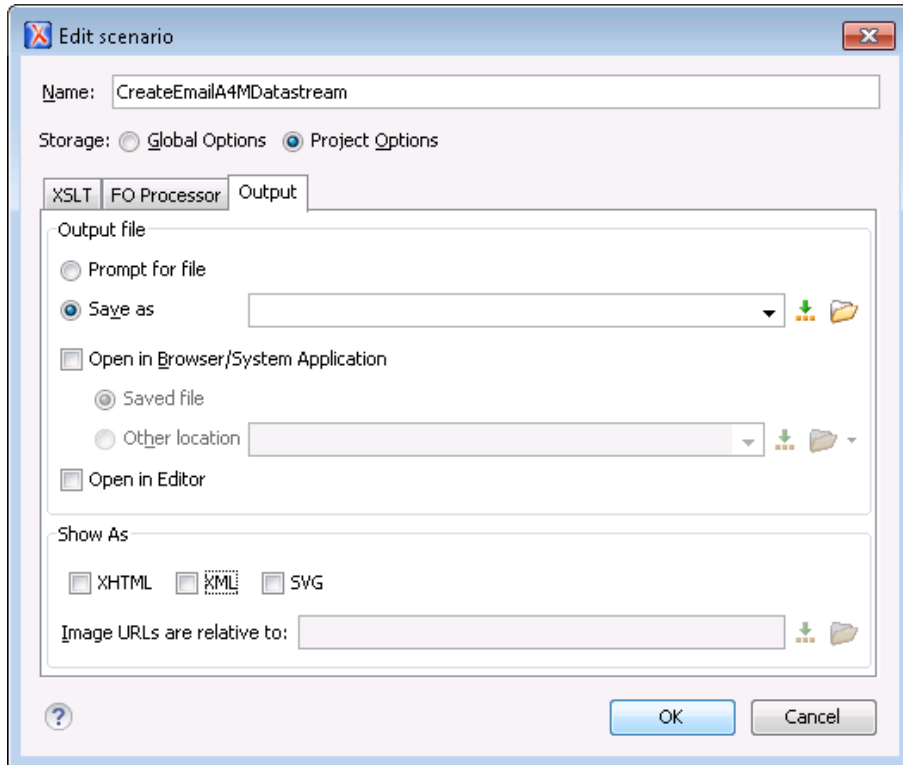 Edit scenario
Name: CreateEmailA4MDatastream
Storage: Global Options Project Options
XSLT FO Processor Output
Output file
Prompt for file
Save as
Open in Browser/System Application
Saved file
Other location
Open in Editor
Show As
XHTML XML SVG
Image URLs are relative to:
? OK Cancel